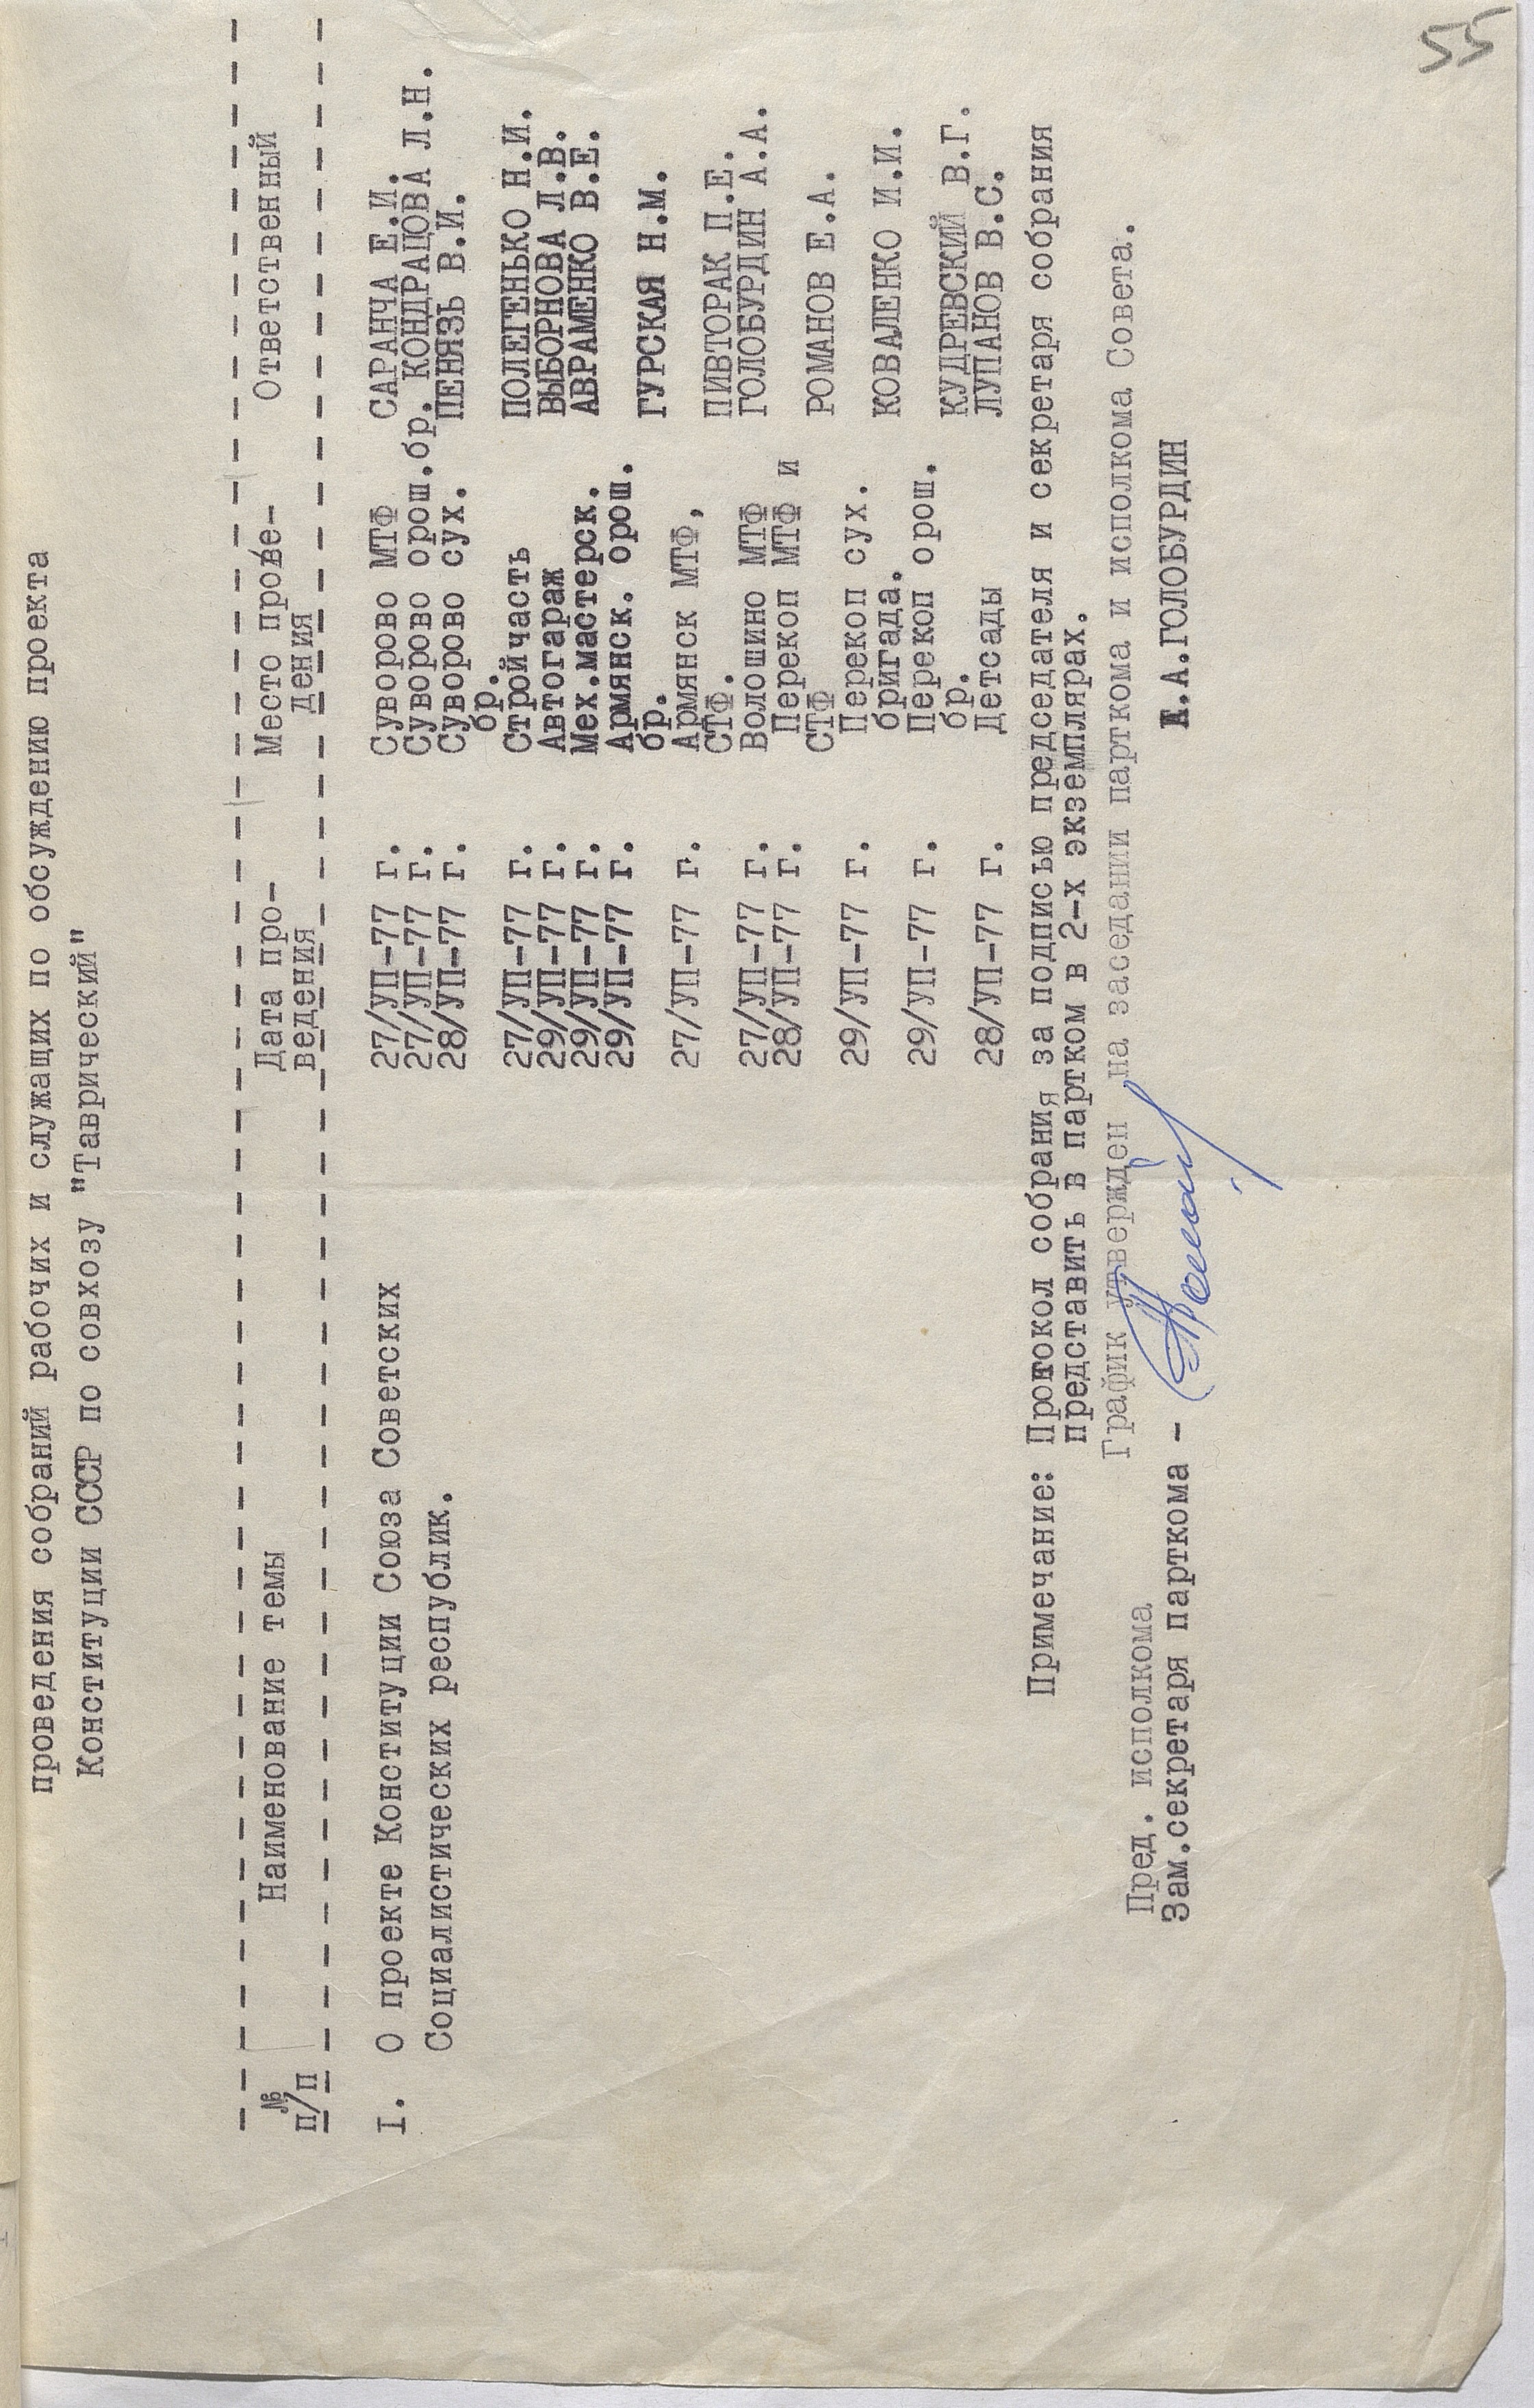 проведения собраний рабочих и служащих по обсуждению проекта
Конституции СССР по совхозу "Таврический"
№ Наименование темы Дата про- Место прове- Ответственный
п/п ведения дения
I. О проекте Конституции Союза Советских 27/УП-77 г. Суворово МТФ САРАНЧА Е.И.
27/УП-77 г. Суворово орош.бр. КОНДРАЦОВА Л.Н.
Социалистических республик. 28/УП-77 г. Суворово сух. ПЕНЯЗЬ В.И.
бр.
27/УП-77 г. Стройчасть ПОЛЕГЕНЬКО Н.И.
29/УП-77 г. Автогараж ВЫБОРНОВА Л.В.
29/УП-77 г. Мех.мастерск. АВРАМЕНКО В.Е.
29/УП-77 г. Армянск. орош.
бр. ГУРСКАЯ Н.М.
27/УП-77 г. Армянск МТФ,
СТФ. ПИВТОРАК П.Е.
27/УП-77 г. Волошино МТФ ГОЛОБУРДИН А.А.
28/УП-77 г. Перекоп МТФ и
СТФ РОМАНОВ Е.А.
29/УП-77 г. Перекоп сух.
бригада. КОВАЛЕНКО И.И.
29/УП-77 г. Перекоп орош.
бр. КУДРЕВСКИЙ В.Г.
28/УП-77 г. Детсады ЛУПАНОВ В.С.
Примечание: Протокол собрания за подписью председателя и секретаря собрания
представить в партком в 2-х экземплярах.
График утвержден на заседании парткома и исполкома Совета.
Пред. исполкома
Зам.секретаря парткома - А.А.ГОЛОБУРДИН
55